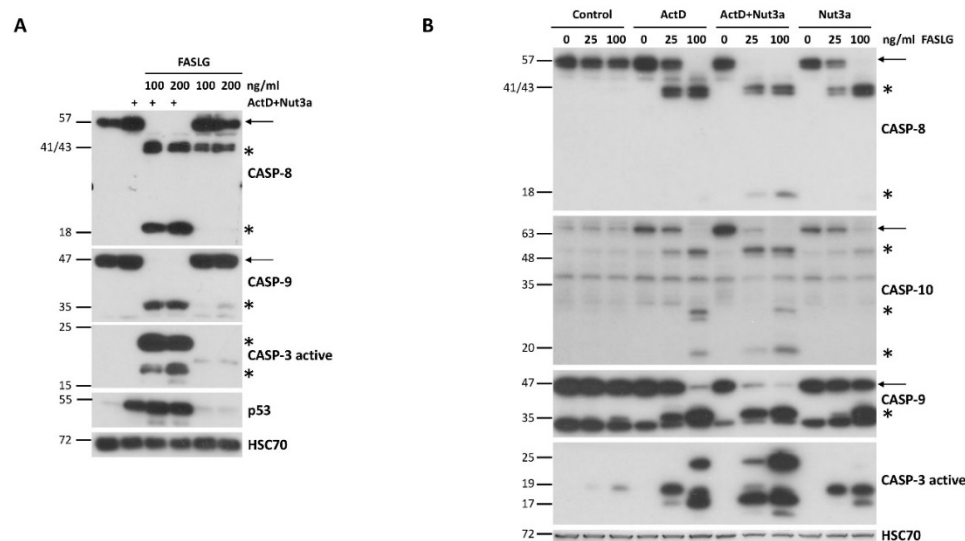 A
FASLG
100 200 100 200 ng/ml
+ + + ActD+Nut3a
57
41/43
*
CASP-8
18
*
47
CASP-9
35
*
25
*
CASP-3 active
*
15
55
p53
72
HSC70
B
Control ActD ActD+Nut3a Nut3a
0 25 100 0 25 100 0 25 100 0 25 100 ng/ml FASLG
57
41/43
*
CASP-8
18
*
63
48
*
CASP-10
35
*
20
*
47
CASP-9
35
*
25
19
CASP-3 active
17
72
HSC70